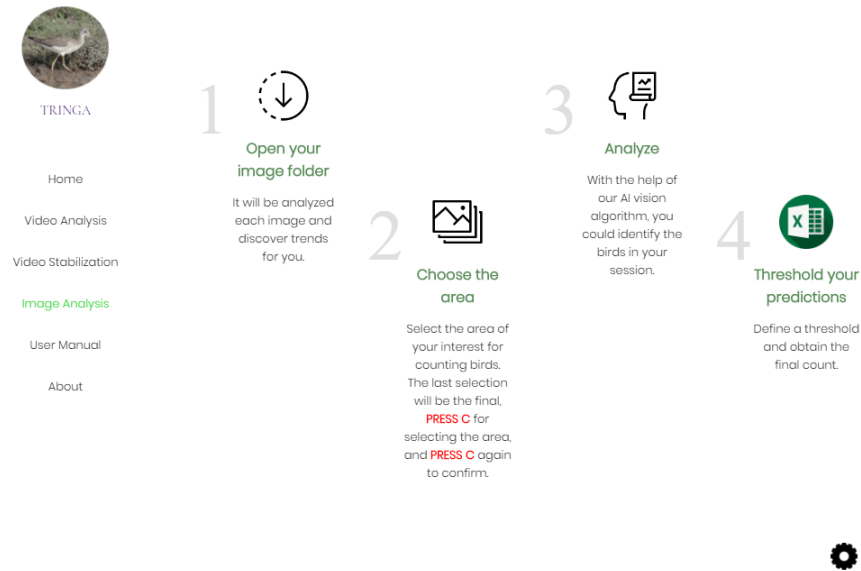 TRINGA
Home
Video Analysis
Video Stabilization
Image Analysis
User Manual
About
1
Open your
image folder
It will be analyzed
each image and
discover trends
for you.
2
Choose the
area
Select the area of
your interest for
counting birds.
The last selection
will be the final,
PRESS C for
selecting the area,
and PRESS C again
to confirm.
3
Analyze
With the help of
our AI vision
algorithm, you
could identify the
birds in your
session.
4
X
Threshold your
predictions
Define a threshold
and obtain the
final count.